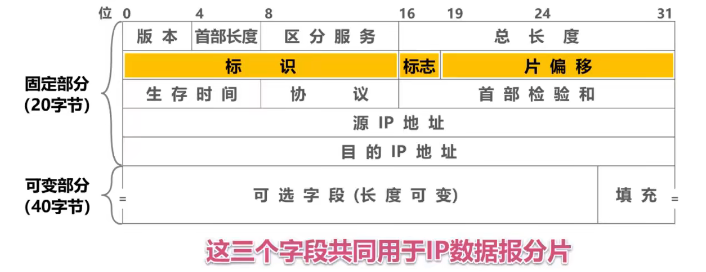 位 0 4 8 16 19 24 31
版 本 首部长度 区 分 服 务 总 长 度
标 识 标志 片 偏 移
固定部分
(20字节)
生 存 时 间 协 议 首 部 检 验 和
源 IP 地 址
目 的 IP 地 址
可变部分
(40字节)
= 可 选 字 段 (长 度 可 变) 填 充 =
这三个字段共同用于IP数据报分片